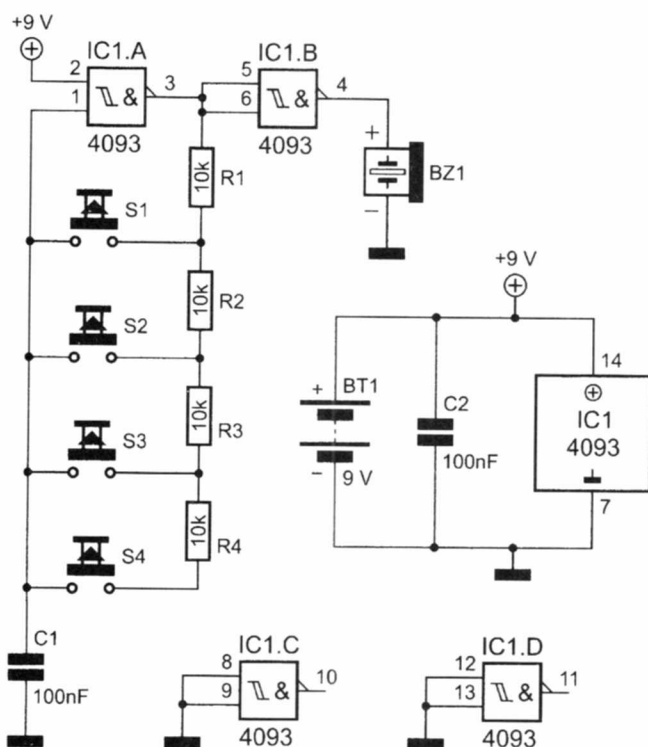 +9 V
IC1.A
IC1.B
2
1
3
5
6
4
&
&
4093
4093
+
BZ1
−
10k
R1
S1
10k
R2
S2
10k
R3
S3
10k
R4
S4
C1
100nF
+9 V
+
BT1
−
9 V
C2
100nF
14
IC1
4093
7
IC1.C
8
9
10
&
4093
IC1.D
12
13
11
&
4093